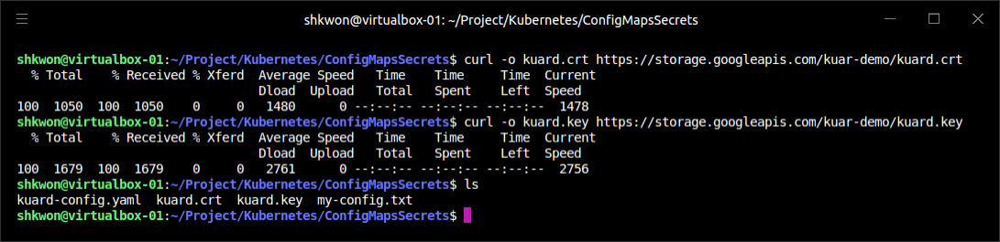 shkwon@virtualbox-01: ~/Project/Kubernetes/ConfigMapsSecrets
shkwon@virtualbox-01:~/Project/Kubernetes/ConfigMapsSecrets$ curl -o kuard.crt https://storage.googleapis.com/kuar-demo/kuard.crt
  % Total    % Received % Xferd  Average Speed   Time    Time     Time  Current
                                 Dload  Upload   Total   Spent    Left  Speed
100  1050  100  1050    0     0   1480      0 --:--:-- --:--:-- --:--:--  1478
shkwon@virtualbox-01:~/Project/Kubernetes/ConfigMapsSecrets$ curl -o kuard.key https://storage.googleapis.com/kuar-demo/kuard.key
  % Total    % Received % Xferd  Average Speed   Time    Time     Time  Current
                                 Dload  Upload   Total   Spent    Left  Speed
100  1679  100  1679    0     0   2761      0 --:--:-- --:--:-- --:--:--  2756
shkwon@virtualbox-01:~/Project/Kubernetes/ConfigMapsSecrets$ ls
kuard-config.yaml  kuard.crt  kuard.key  my-config.txt
shkwon@virtualbox-01:~/Project/Kubernetes/ConfigMapsSecrets$